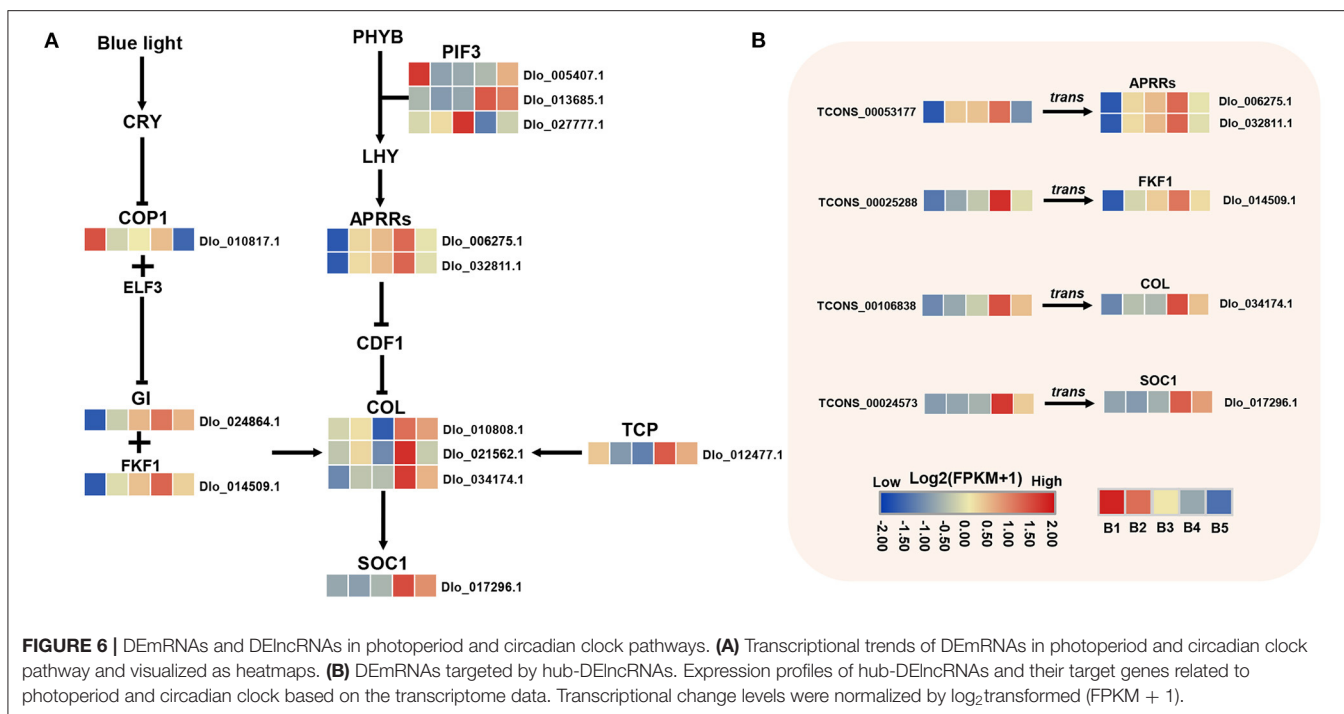 A
Blue light
CRY
COP1
Dlo_010817.1
ELF3
GI
Dlo_024864.1
FKF1
Dlo_014509.1
PHYB
PIF3
Dlo_005407.1
Dlo_013685.1
Dlo_027777.1
LHY
APRRs
Dlo_006275.1
Dlo_032811.1
CDF1
COL
Dlo_010808.1
Dlo_021562.1
Dlo_034174.1
TCP
Dlo_012477.1
SOC1
Dlo_017296.1
B
TCONS_00053177
trans
APRRs
Dlo_006275.1
Dlo_032811.1
TCONS_00025288
trans
FKF1
Dlo_014509.1
TCONS_00106838
trans
COL
Dlo_034174.1
TCONS_00024573
trans
SOC1
Dlo_017296.1
Low Log2(FPKM+1) High
-2.00 -1.50 -1.00 -0.50 0.00 0.50 1.00 1.50 2.00
B1 B2 B3 B4 B5
FIGURE 6 | DEmRNAs and DElncRNAs in photoperiod and circadian clock pathways. (A) Transcriptional trends of DEmRNAs in photoperiod and circadian clock
pathway and visualized as heatmaps. (B) DEmRNAs targeted by hub-DElncRNAs. Expression profiles of hub-DElncRNAs and their target genes related to
photoperiod and circadian clock based on the transcriptome data. Transcriptional change levels were normalized by log2transformed (FPKM + 1).